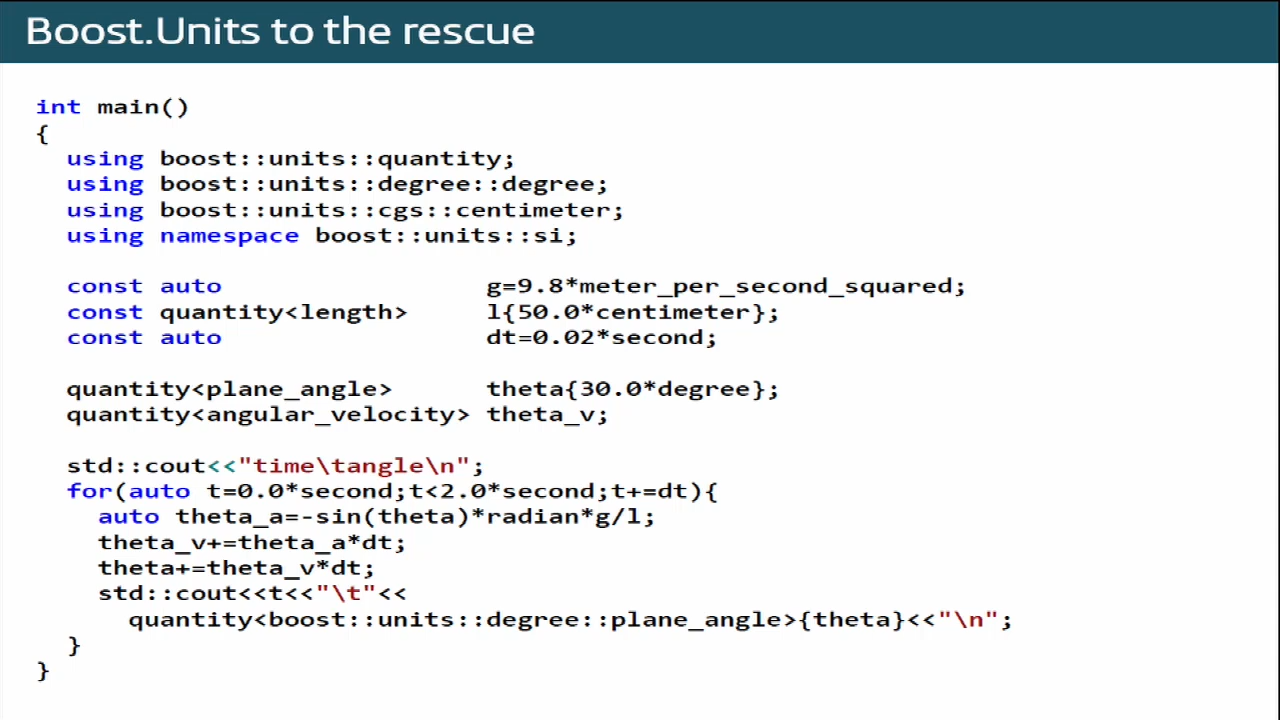 Boost.Units to the rescue
int main()
{
  using boost::units::quantity;
  using boost::units::degree::degree;
  using boost::units::cgs::centimeter;
  using namespace boost::units::si;
  const auto                 g=9.8*meter_per_second_squared;
  const quantity<length>     l{50.0*centimeter};
  const auto                 dt=0.02*second;
  quantity<plane_angle>      theta{30.0*degree};
  quantity<angular_velocity> theta_v;
  std::cout<<"time\tangle\n";
  for(auto t=0.0*second;t<2.0*second;t+=dt){
    auto theta_a=-sin(theta)*radian*g/l;
    theta_v+=theta_a*dt;
    theta+=theta_v*dt;
    std::cout<<t<<"\t"<<
      quantity<boost::units::degree::plane_angle>{theta}<<"\n";
  }
}